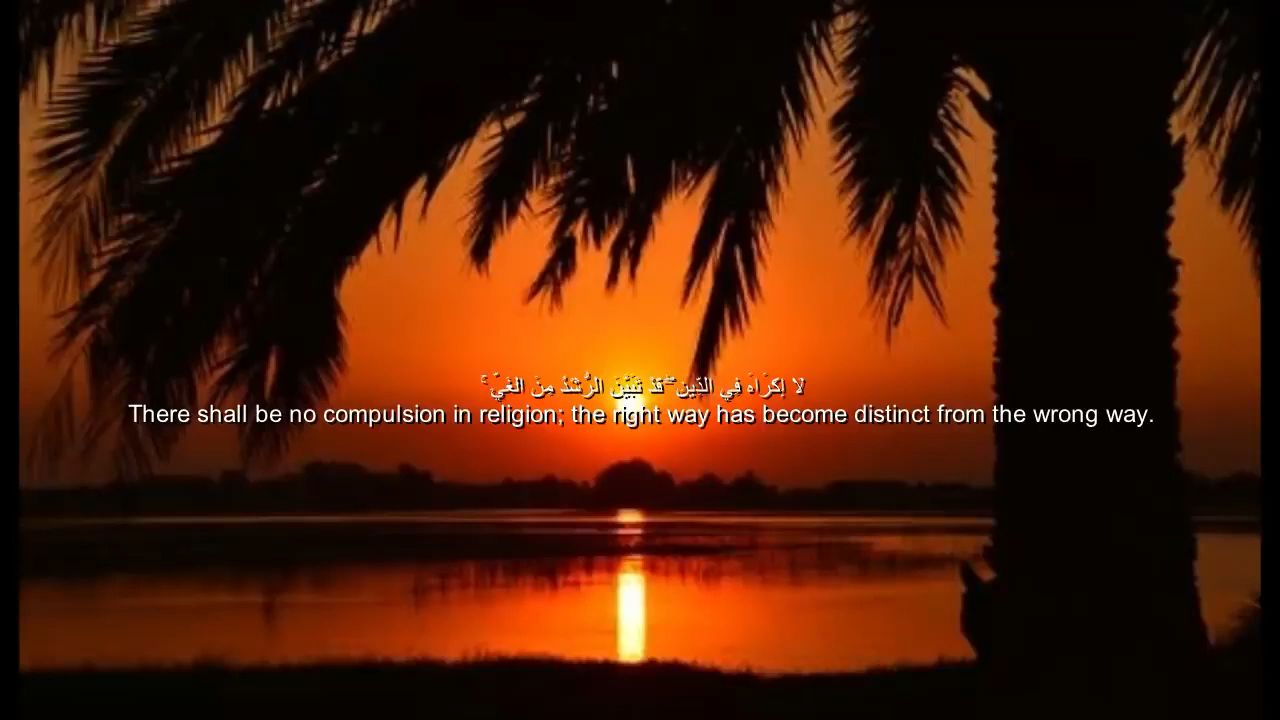 لَا إِكْرَاهَ فِي الدِّينِ ۖ قَد تَّبَيَّنَ الرُّشْدُ مِنَ الْغَيِّ ۚ
There shall be no compulsion in religion; the right way has become distinct from the wrong way.